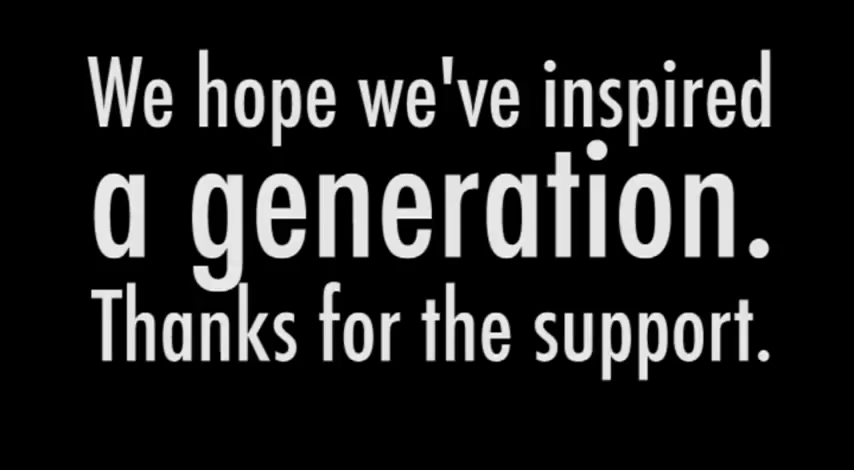 We hope we've inspired
a generation.
Thanks for the support.